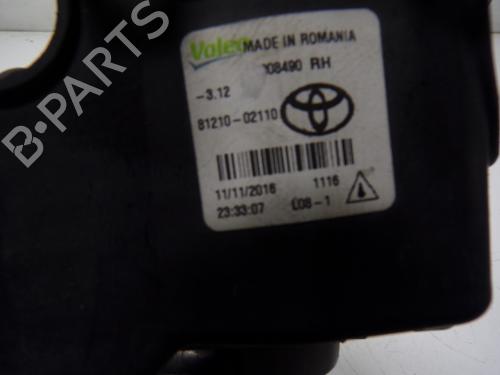 Valeo MADE IN ROMANIA
008490 RH
-3.12
81210-02110
11/11/2016 1116
23:33:07 L08-1
B-PARTS